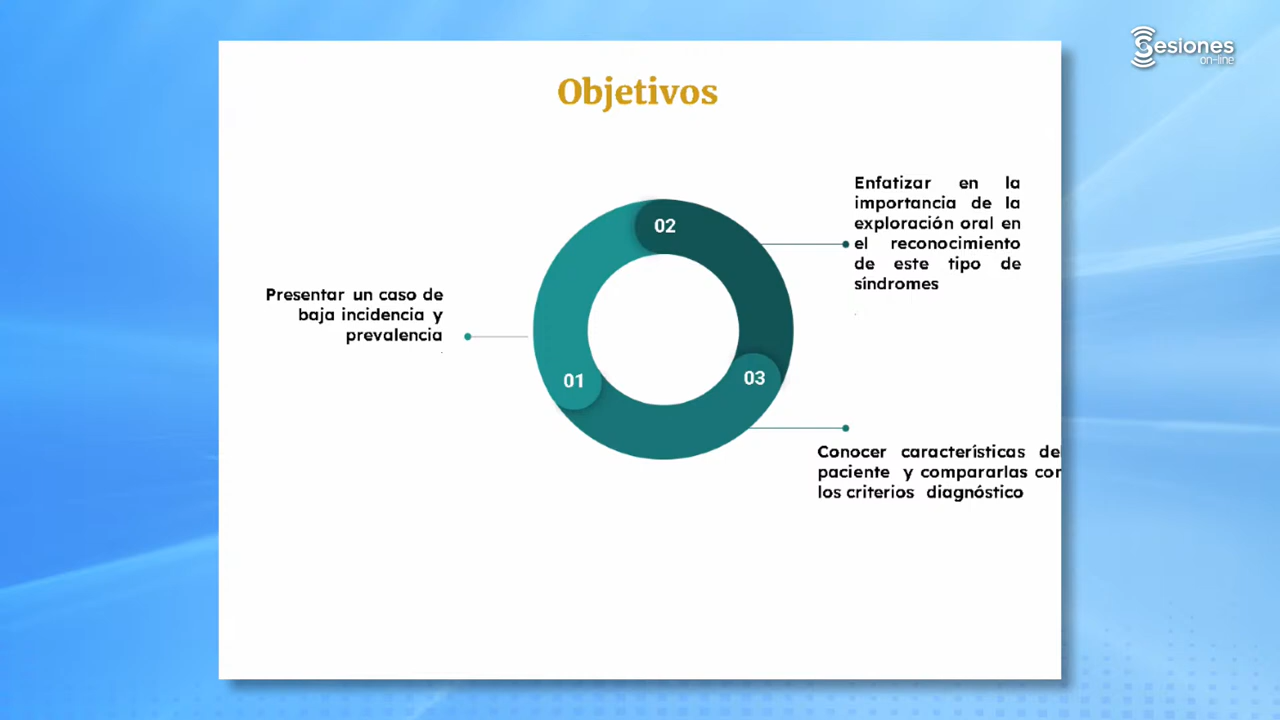 Sesiones
on-line
Objetivos
01
Presentar un caso de
baja incidencia y
prevalencia
02
Enfatizar en la
importancia de la
exploración oral en
el reconocimiento
de este tipo de
síndromes
03
Conocer características de
paciente y compararlas con
los criterios diagnóstico